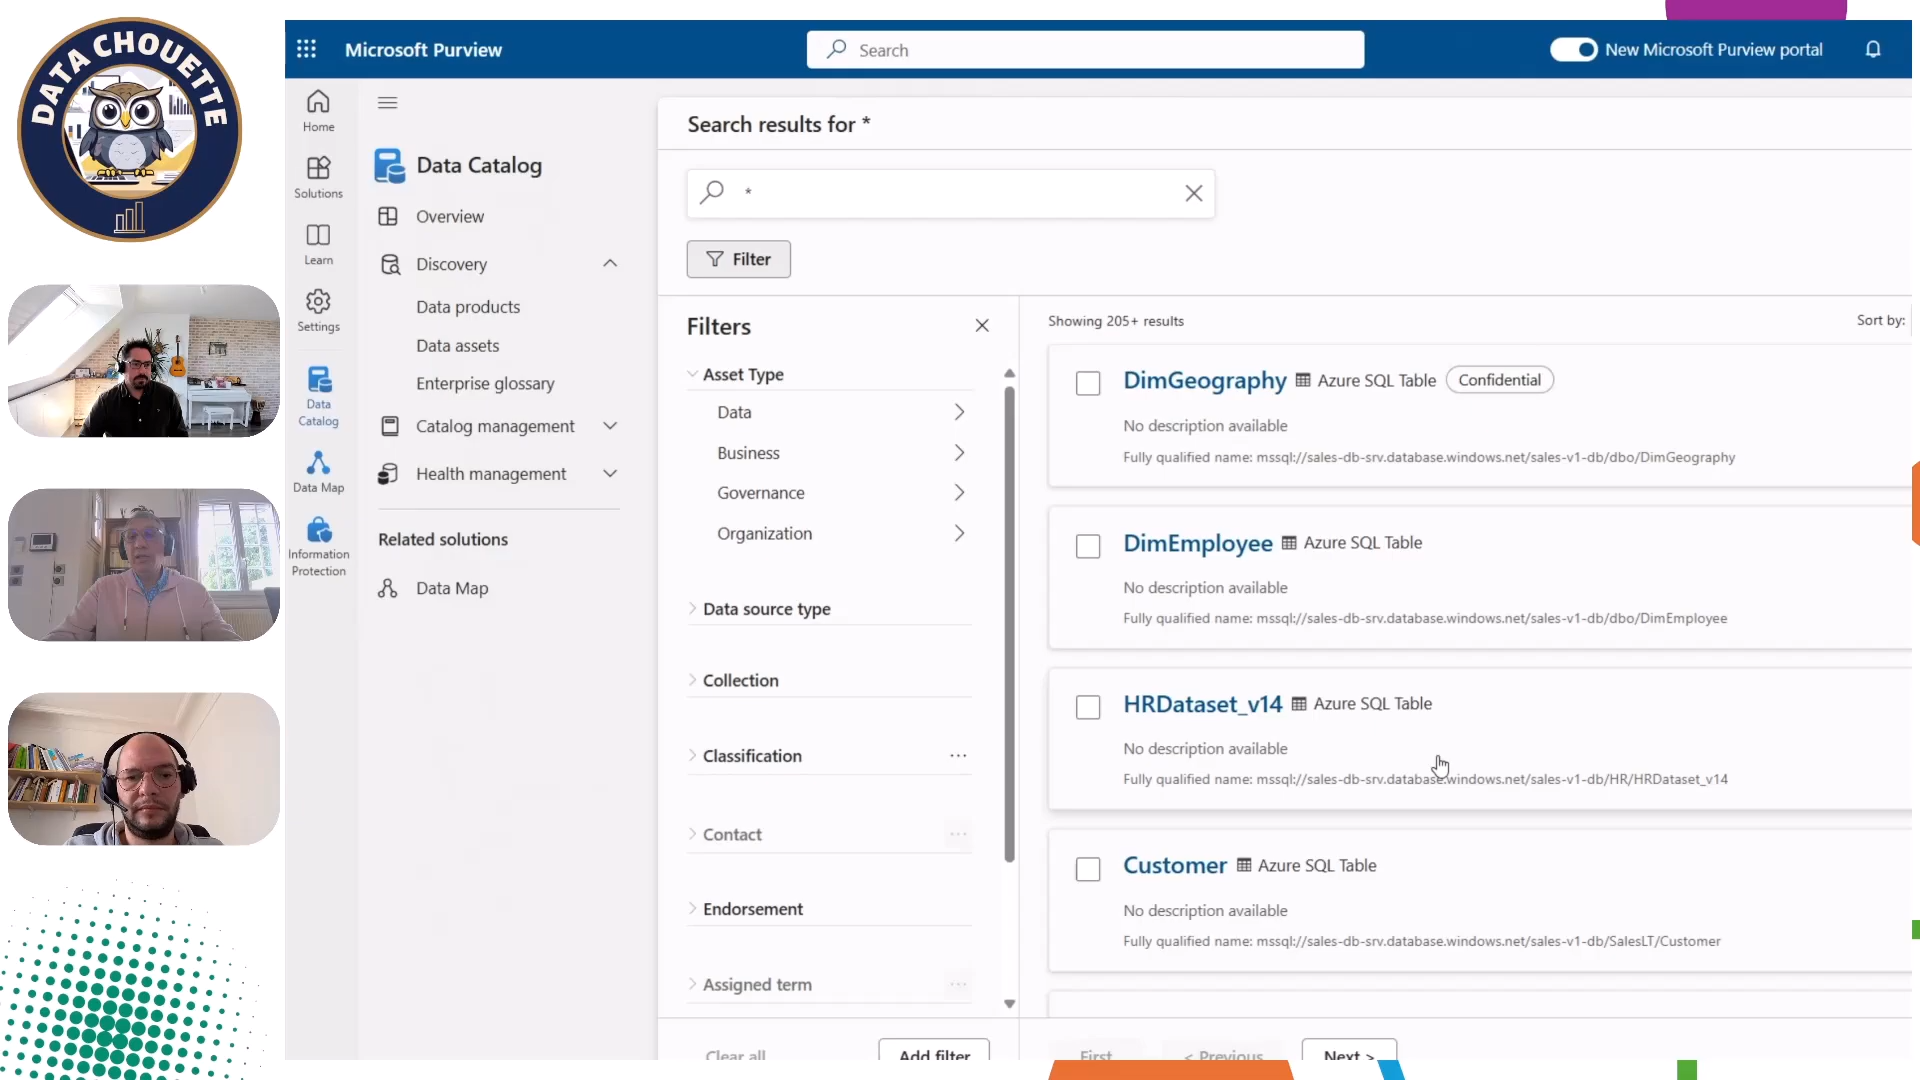 DATA CHOUETTE
Microsoft Purview
Search
New Microsoft Purview portal
Home
Solutions
Learn
Settings
Data
Catalog
Data Map
Information
Protection
Data Catalog
Overview
Discovery
Data products
Data assets
Enterprise glossary
Catalog management
Health management
Related solutions
Data Map
Search results for *
*
Filter
Filters
Asset Type
Data
Business
Governance
Organization
Data source type
Collection
Classification
Contact
Endorsement
Assigned term
Clear all
Add filter
Showing 205+ results
Sort by:
DimGeography Azure SQL Table Confidential
No description available
Fully qualified name: mssql://sales-db-srv.database.windows.net/sales-v1-db/dbo/DimGeography
DimEmployee Azure SQL Table
No description available
Fully qualified name: mssql://sales-db-srv.database.windows.net/sales-v1-db/dbo/DimEmployee
HRDataset_v14 Azure SQL Table
No description available
Fully qualified name: mssql://sales-db-srv.database.windows.net/sales-v1-db/HR/HRDataset_v14
Customer Azure SQL Table
No description available
Fully qualified name: mssql://sales-db-srv.database.windows.net/sales-v1-db/SalesLT/Customer
First
< Previous
Next >